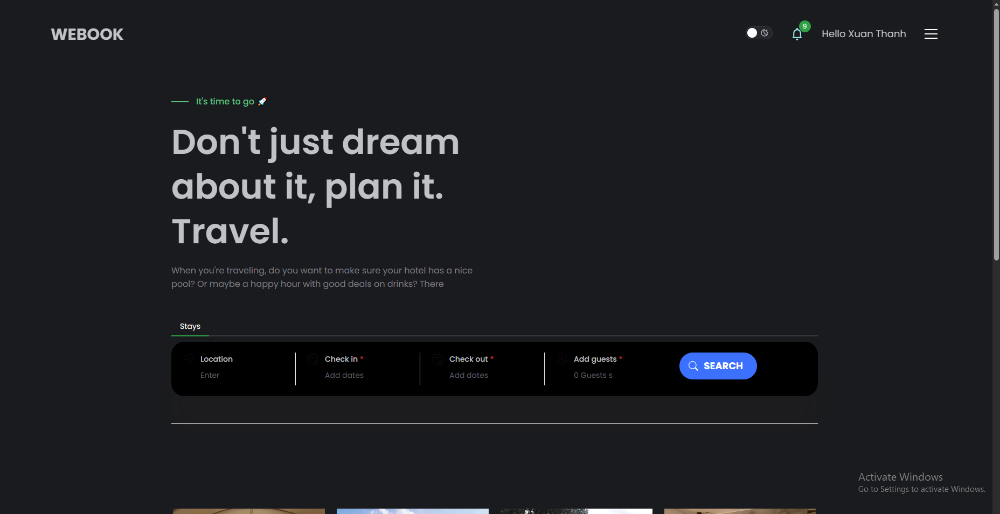 WEBOOK
9
Hello Xuan Thanh
It's time to go 🚀
Don't just dream
about it, plan it.
Travel.
When you're traveling, do you want to make sure your hotel has a nice
pool? Or maybe a happy hour with good deals on drinks? There
Stays
Location
Enter
Check in *
Add dates
Check out *
Add dates
Add guests *
0 Guests s
SEARCH
Activate Windows
Go to Settings to activate Windows.